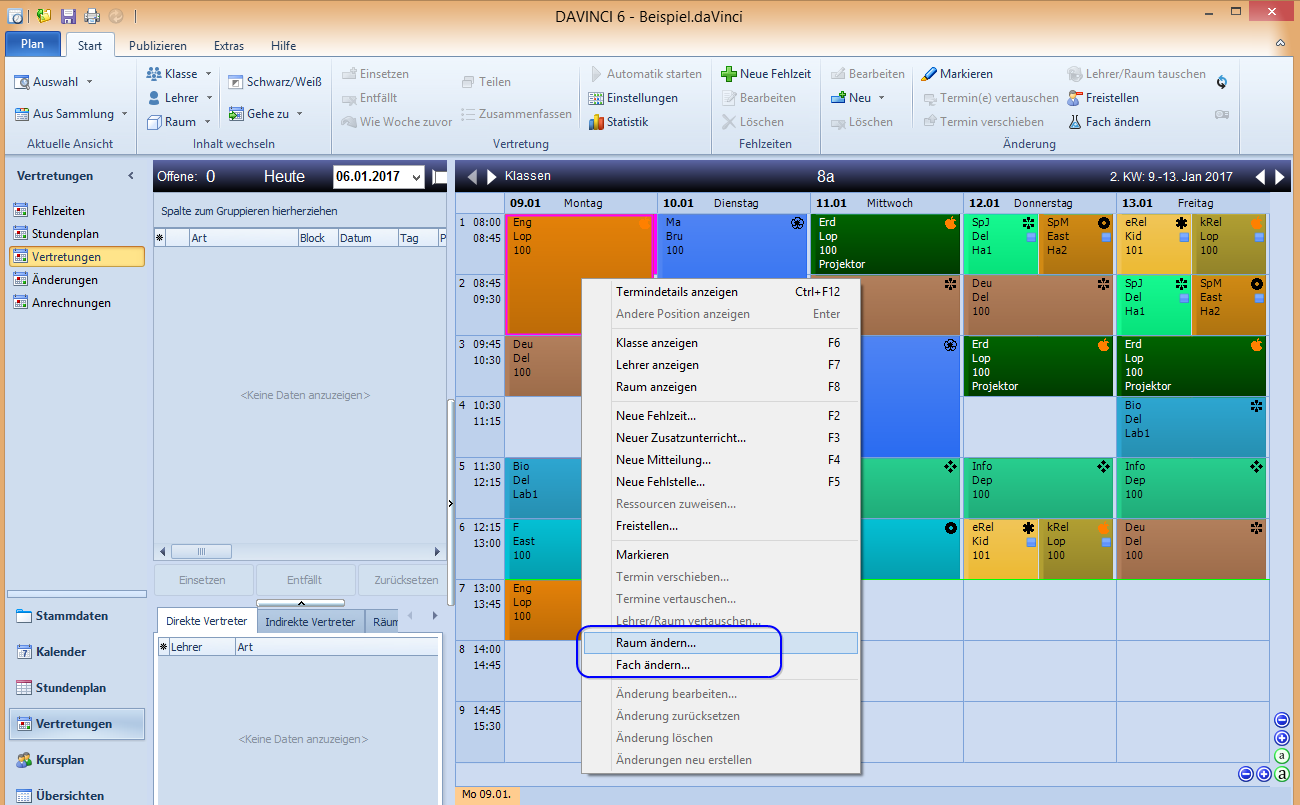 DAVINCI 6 - Beispiel.daVinci
Plan Start Publizieren Extras Hilfe
Auswahl
Aus Sammlung
Aktuelle Ansicht
Klasse
Lehrer
Raum
Schwarz/Weiß
Gehe zu
Inhalt wechseln
Einsetzen
Entfällt
Wie Woche zuvor
Teilen
Zusammenfassen
Automatik starten
Einstellungen
Statistik
Vertretung
Neue Fehlzeit
Bearbeiten
Löschen
Fehlzeiten
Bearbeiten
Neu
Löschen
Markieren
Termin(e) vertauschen
Termin verschieben
Lehrer/Raum tauschen
Freistellen
Fach ändern
Änderung
Vertretungen
Fehlzeiten
Stundenplan
Vertretungen
Änderungen
Anrechnungen
Stammdaten
Kalender
Stundenplan
Vertretungen
Kursplan
Übersichten
Offene: 0 Heute 06.01.2017
Spalte zum Gruppieren hierherziehen
Art Block Datum Tag P
<Keine Daten anzuzeigen>
Einsetzen Entfällt Zurücksetzen
Direkte Vertreter Indirekte Vertreter Räum
Lehrer Art
<Keine Daten anzuzeigen>
Klassen 8a 2. KW: 9.-13. Jan 2017
09.01 Montag 10.01 Dienstag 11.01 Mittwoch 12.01 Donnerstag 13.01 Freitag
1 08:00
08:45
Eng
Lop
100
Ma
Bru
100
Erd
Lop
100
Projektor
SpJ
Del
Ha1
SpM
East
Ha2
eRel
Kid
101
kRel
Lop
100
2 08:45
09:30
Deu
Del
100
SpJ
Del
Ha1
SpM
East
Ha2
3 09:45
10:30
Deu
Del
100
Erd
Lop
100
Projektor
Erd
Lop
100
Projektor
4 10:30
11:15
Bio
Del
Lab1
5 11:30
12:15
Bio
Del
Lab1
Info
Dep
100
Info
Dep
100
6 12:15
13:00
F
East
100
eRel
Kid
101
kRel
Lop
100
Deu
Del
100
7 13:00
13:45
Eng
Lop
100
8 14:00
14:45
9 14:45
15:30
Termindetails anzeigen Ctrl+F12
Andere Position anzeigen Enter
Klasse anzeigen F6
Lehrer anzeigen F7
Raum anzeigen F8
Neue Fehlzeit... F2
Neuer Zusatzunterricht... F3
Neue Mitteilung... F4
Neue Fehlstelle... F5
Ressourcen zuweisen...
Freistellen...
Markieren
Termin verschieben...
Termine vertauschen...
Lehrer/Raum vertauschen...
Raum ändern...
Fach ändern...
Änderung bearbeiten...
Änderung zurücksetzen
Änderung löschen
Änderungen neu erstellen
a
a
Mo 09.01.